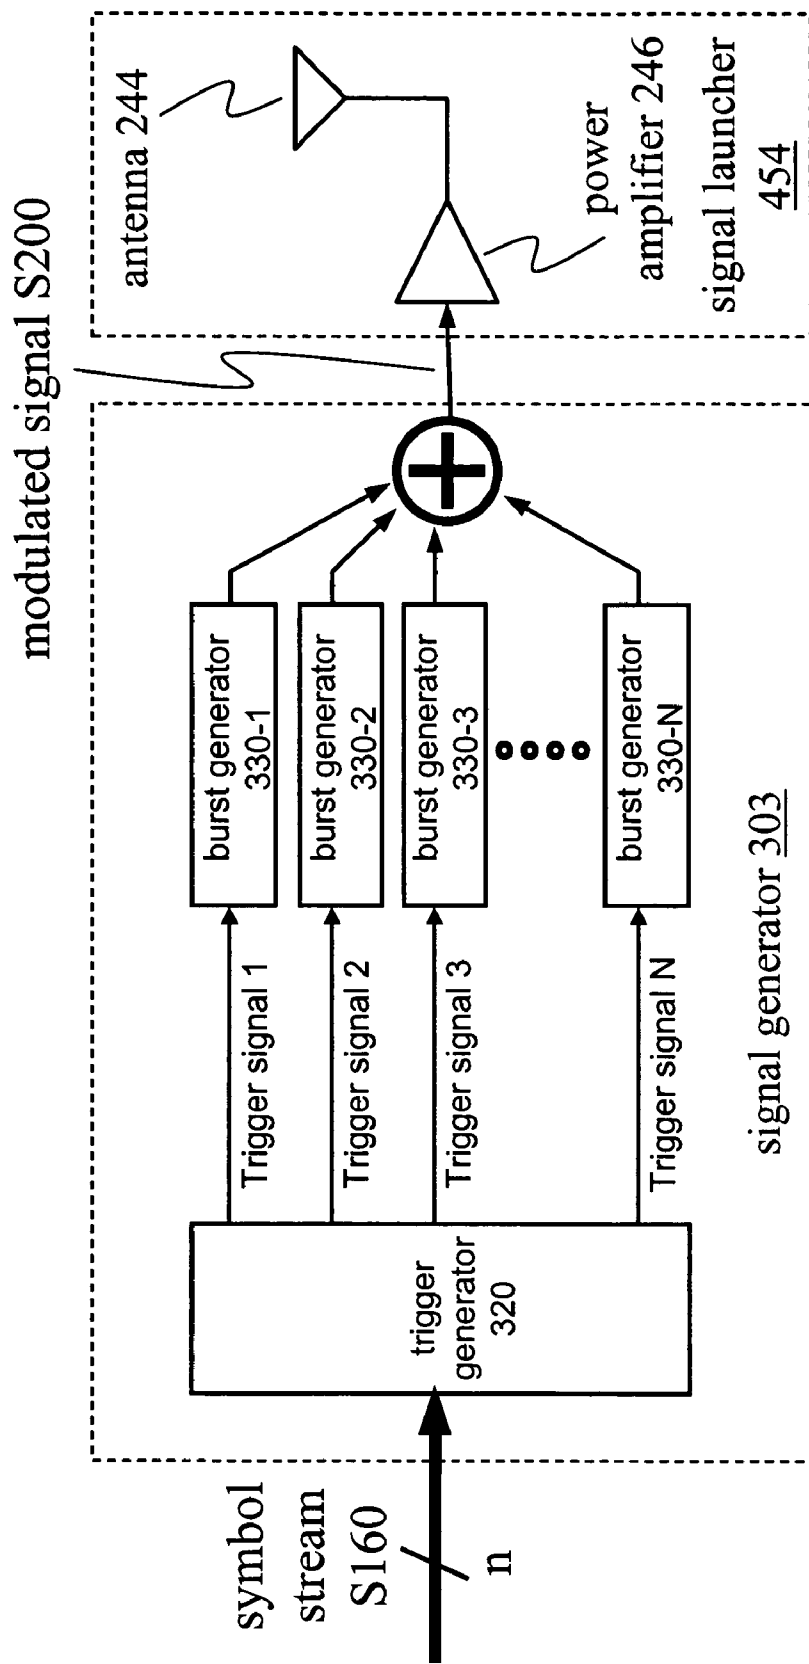 symbol
stream
S160
n
trigger
generator
320
Trigger signal 1
Trigger signal 2
Trigger signal 3
Trigger signal N
burst generator
330-1
burst generator
330-2
burst generator
330-3
burst generator
330-N
signal generator 303
modulated signal S200
antenna 244
power
amplifier 246
signal launcher
454